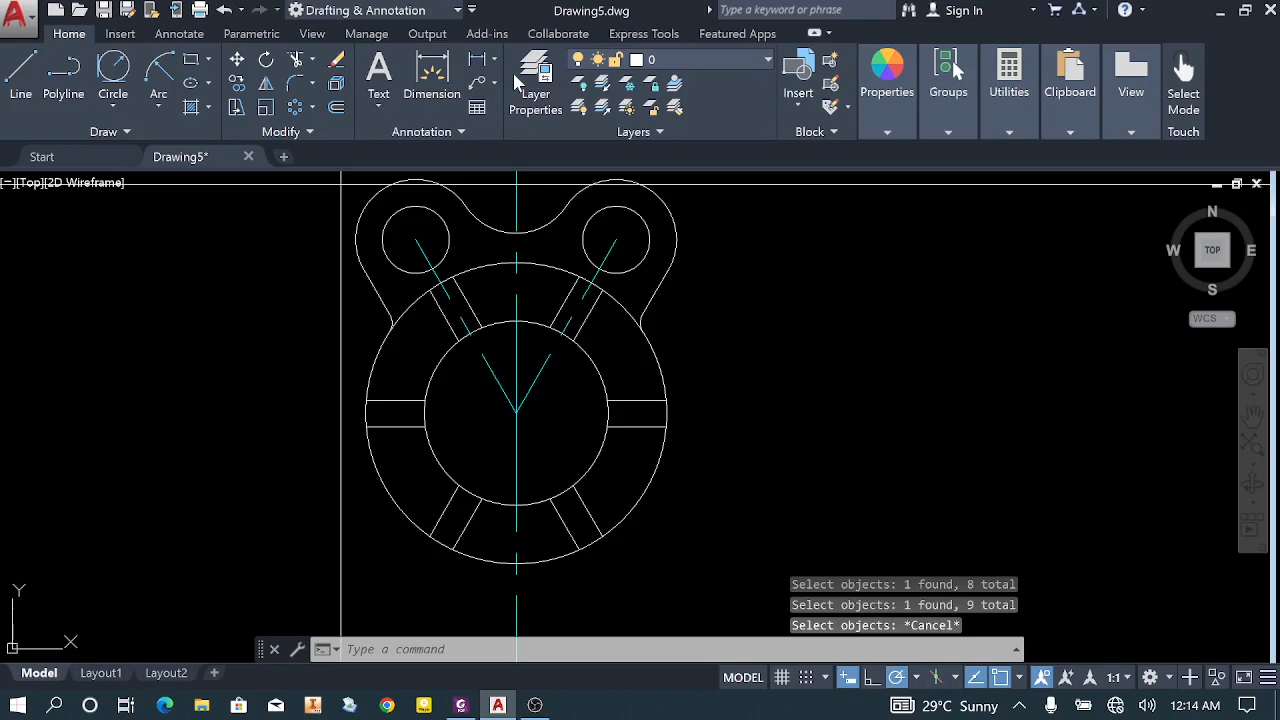 Drafting & Annotation
Drawing5.dwg
Type a keyword or phrase
Sign In
Home
Insert
Annotate
Parametric
View
Manage
Output
Add-ins
Collaborate
Express Tools
Featured Apps
Line
Polyline
Circle
Arc
Draw
Modify
Text
Dimension
Annotation
Layer
Properties
0
Layers
Insert
Block
Properties
Groups
Utilities
Clipboard
View
Select
Mode
Touch
Start
Drawing5*
[−][Top][2D Wireframe]
N
W
TOP
E
S
WCS
Y
X
Select objects: 1 found, 8 total
Select objects: 1 found, 9 total
Select objects: *Cancel*
Type a command
Model
Layout1
Layout2
MODEL
1:1
29°C Sunny
12:19 AM